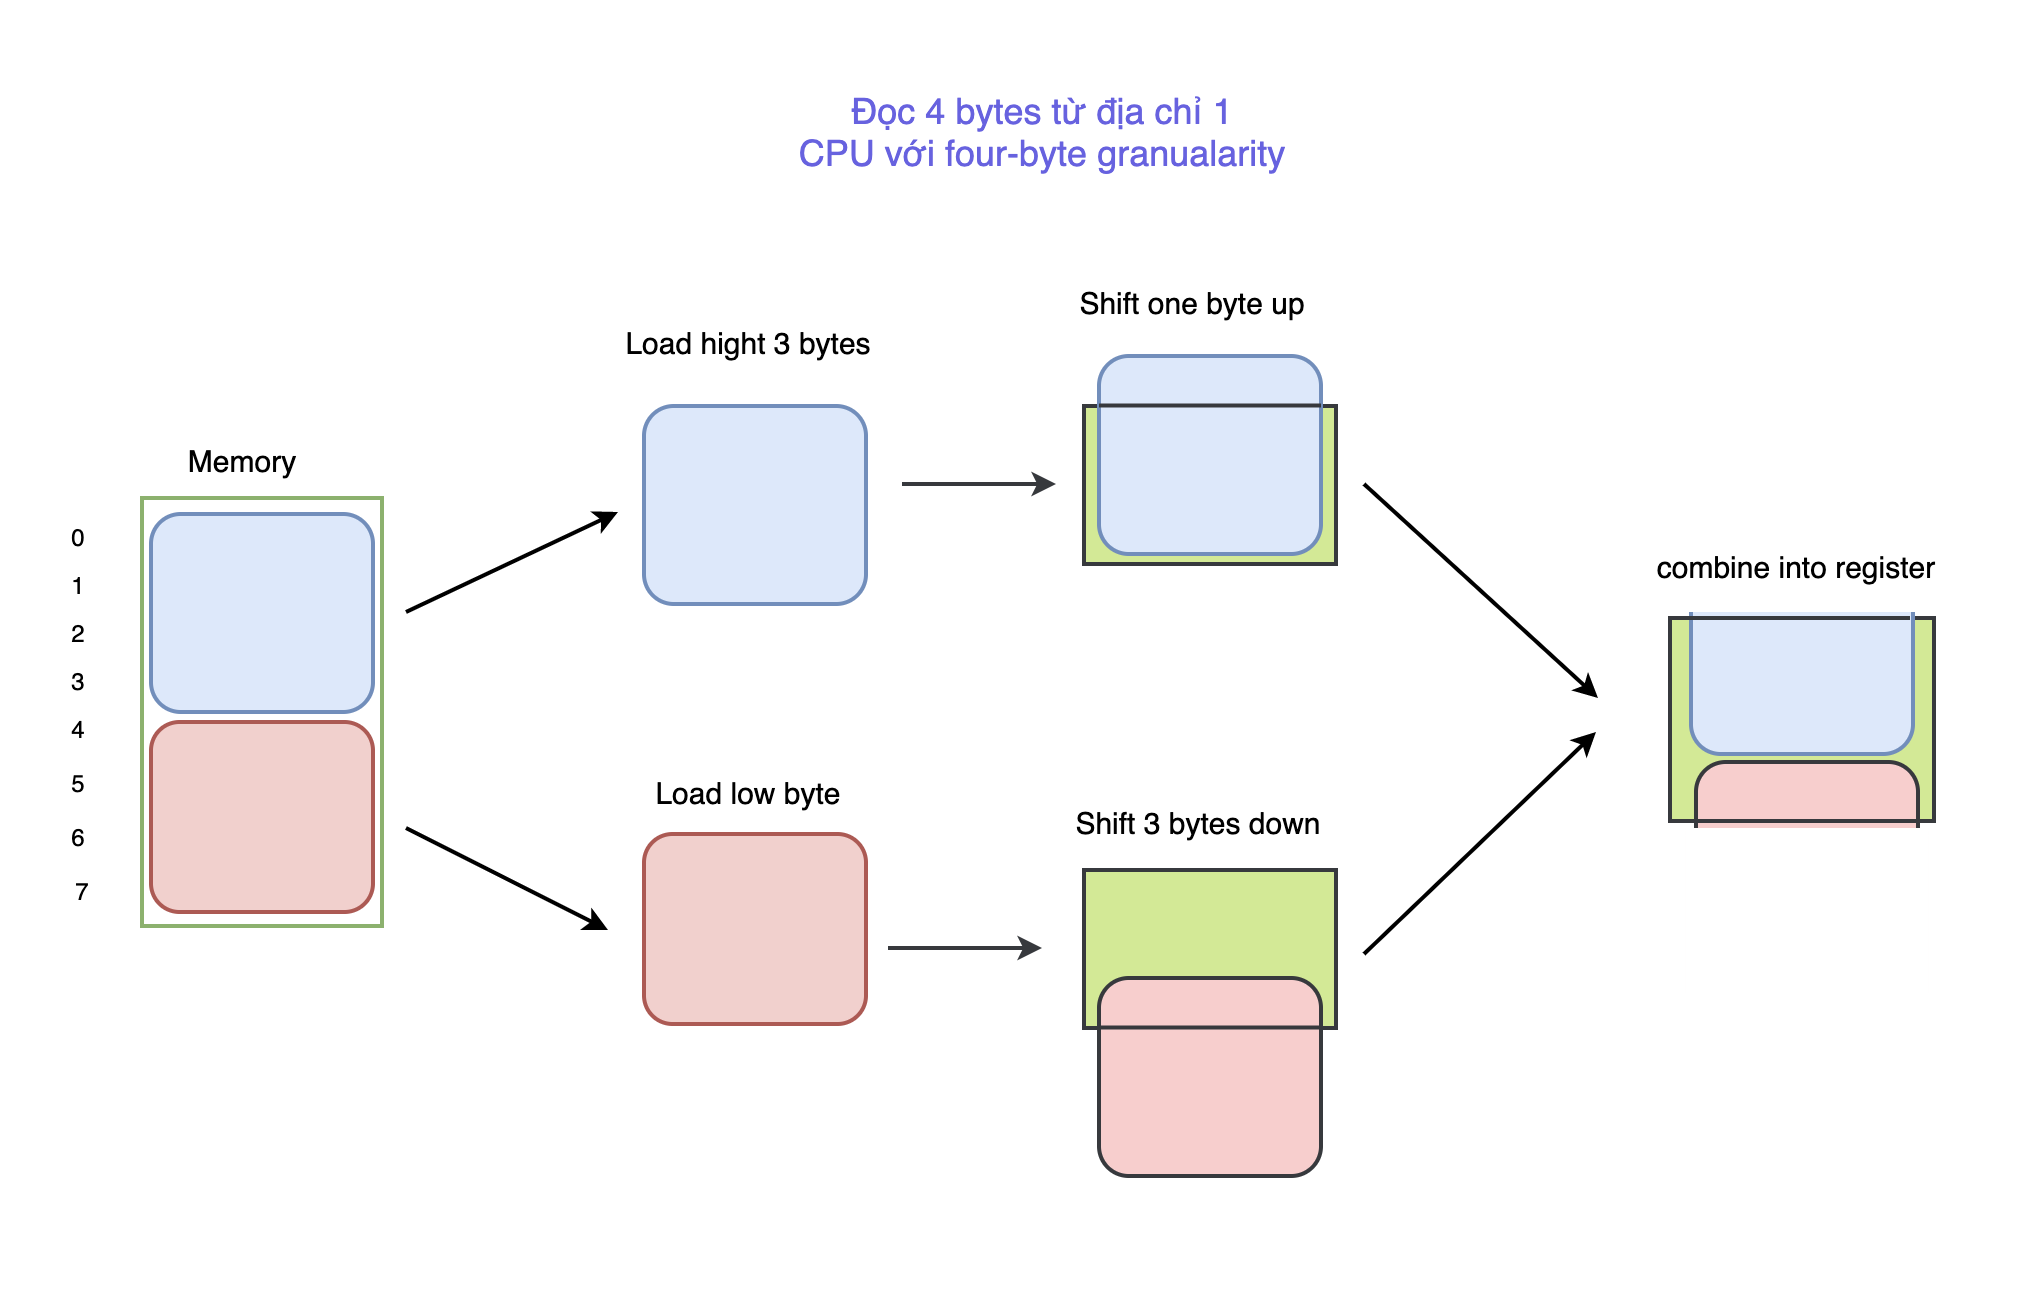 Đọc 4 bytes từ địa chỉ 1
CPU với four-byte granualarity
Memory
0
1
2
3
4
5
6
7
Load hight 3 bytes
Shift one byte up
Load low byte
Shift 3 bytes down
combine into register